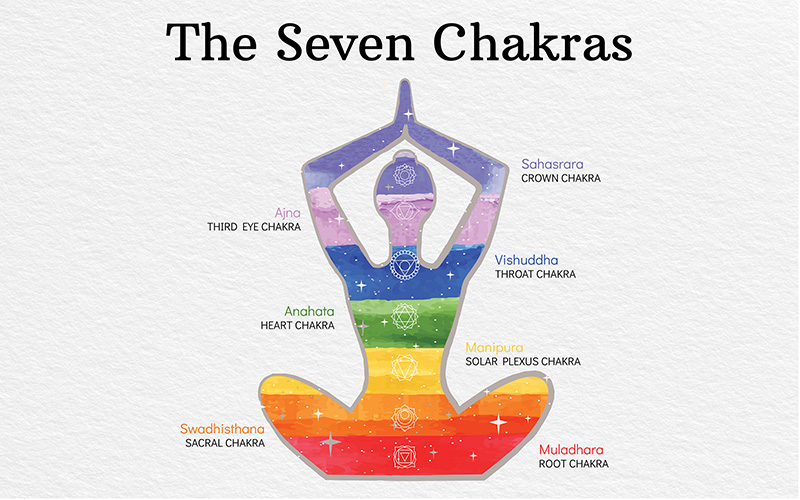 The Seven Chakras
Sahasrara
CROWN CHAKRA
Ajna
THIRD EYE CHAKRA
Vishuddha
THROAT CHAKRA
Anahata
HEART CHAKRA
Manipura
SOLAR PLEXUS CHAKRA
Swadhisthana
SACRAL CHAKRA
Muladhara
ROOT CHAKRA